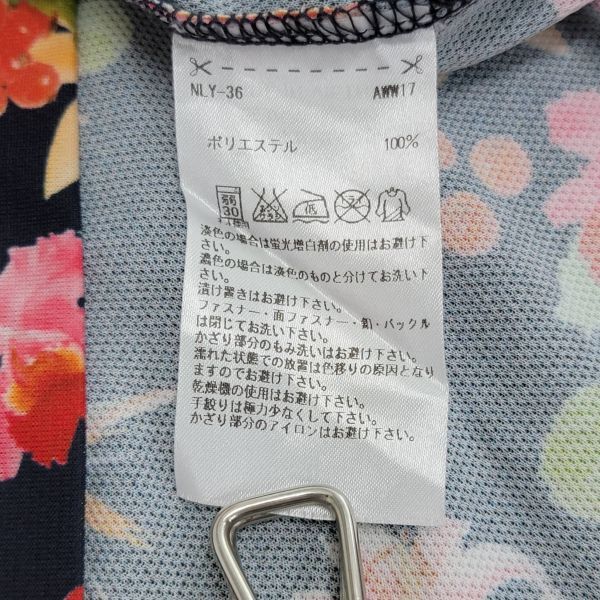 NLY-36 AWW17
ポリエステル 100%
弱 30 ネット使用 低
淡色の場合は蛍光増白剤の使用はお避け下
さい。
濃色の場合は淡色のものと分けてお洗い下
さい。
漬け置きはお避け下さい。
ファスナー・面ファスナー・釦・バックル
は閉じてお洗い下さい。
かざり部分のもみ洗いはお避け下さい。
濡れた状態での放置は色移りの原因となり
ますのでお避け下さい。
乾燥機の使用はお避け下さい。
手絞りは極力少なくして下さい。
かざり部分のアイロンはお避け下さい。